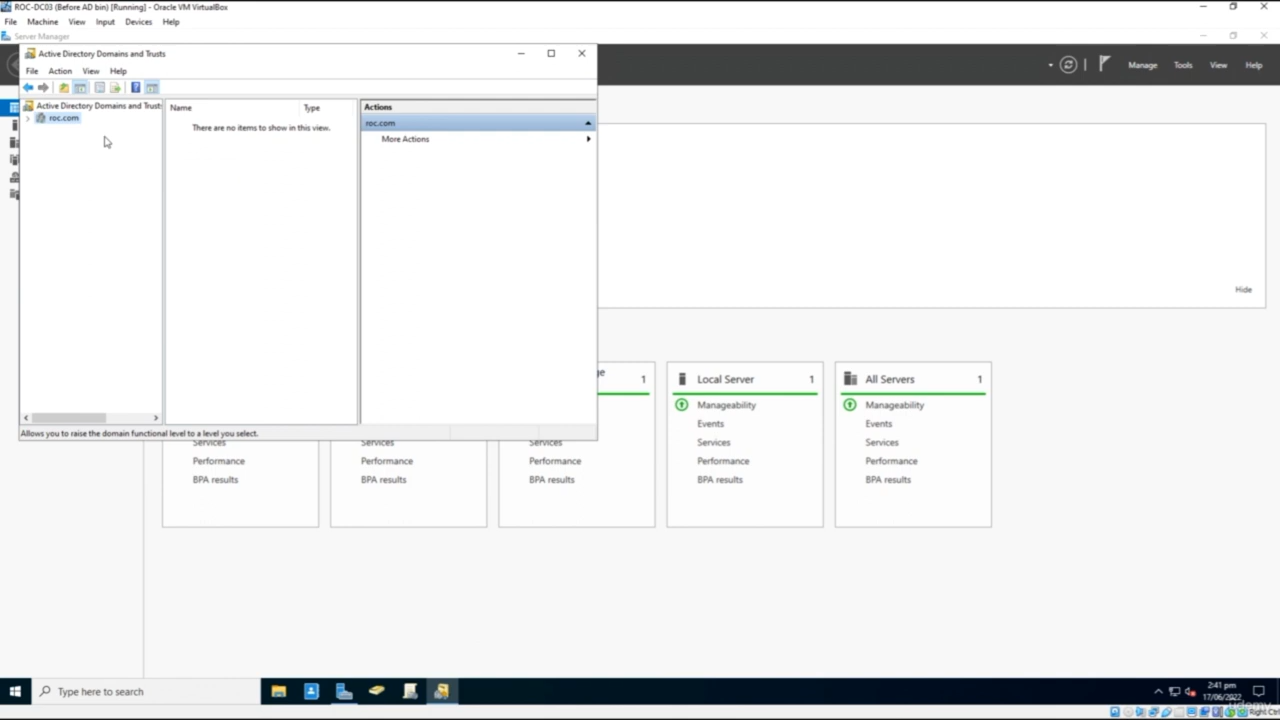 ROC-DC03 (Before AD bin) [Running] - Oracle VM VirtualBox
File Machine View Input Devices Help
Server Manager
Active Directory Domains and Trusts
Manage Tools View Help
File Action View Help
Active Directory Domains and Trusts
roc.com
Name Type
There are no items to show in this view.
Actions
roc.com
More Actions
Hide
Allows you to raise the domain functional level to a level you select.
ge 1
Local Server 1
All Servers 1
Manageability
Manageability
Events
Events
Services
Services
Services
Services
Performance
Performance
Performance
Performance
Performance
BPA results
BPA results
BPA results
BPA results
BPA results
Type here to search
2:41 pm
17/06/2022
udemy
Right Ctrl